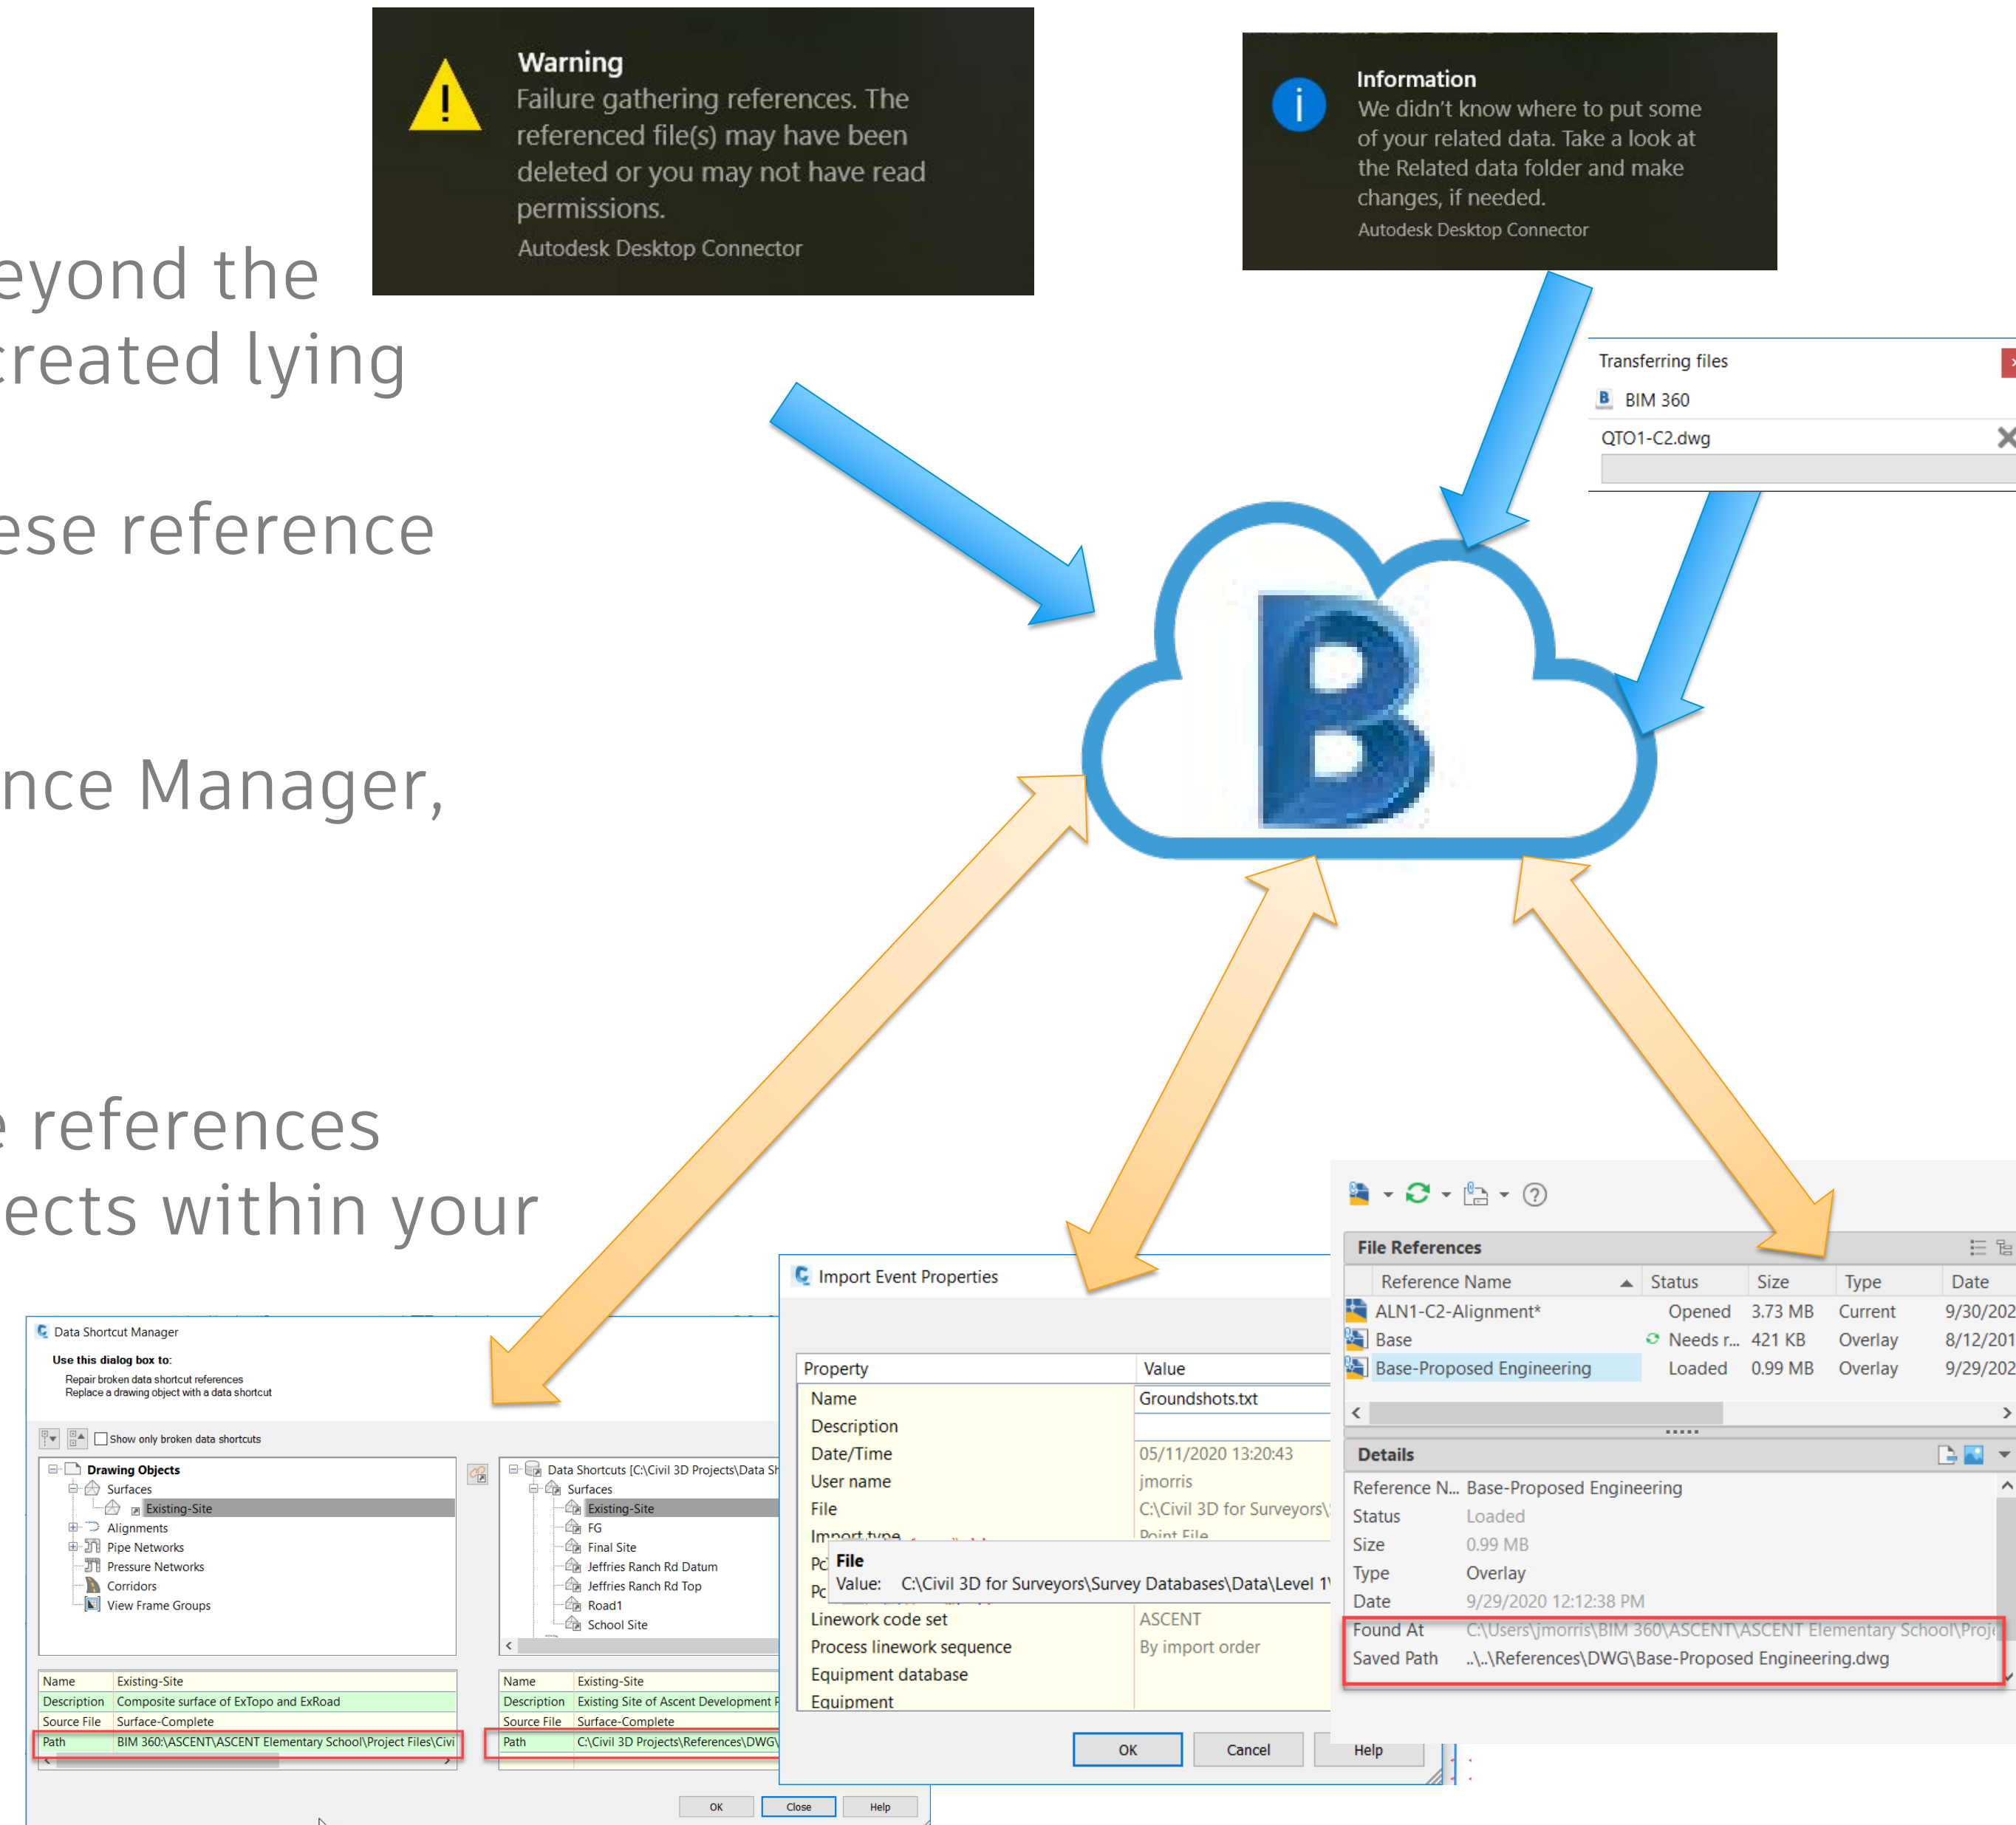 Warning
Failure gathering references. The
referenced file(s) may have been
deleted or you may not have read
permissions.
Autodesk Desktop Connector
Information
We didn't know where to put some
of your related data. Take a look at
the Related data folder and make
changes, if needed.
Autodesk Desktop Connector
eyond the
created lying
ese reference
nce Manager,
e references
ects within your
Transferring files
B BIM 360
QTO1-C2.dwg
B
Data Shortcut Manager
Use this dialog box to:
Repair broken data shortcut references
Replace a drawing object with a data shortcut
Show only broken data shortcuts
Drawing Objects
Surfaces
Existing-Site
Alignments
Pipe Networks
Pressure Networks
Corridors
View Frame Groups
Data Shortcuts [C:\Civil 3D Projects\Data Sh
Surfaces
Existing-Site
FG
Final Site
Jeffries Ranch Rd Datum
Jeffries Ranch Rd Top
Road1
School Site
Name Existing-Site
Description Composite surface of ExTopo and ExRoad
Source File Surface-Complete
Path BIM 360:\ASCENT\ASCENT Elementary School\Project Files\Civi
Name Existing-Site
Description Existing Site of Ascent Development P
Source File Surface-Complete
Path C:\Civil 3D Projects\References\DWG\
OK Close Help
Import Event Properties
Property Value
Name Groundshots.txt
Description
Date/Time 05/11/2020 13:20:43
User name jmorris
File C:\Civil 3D for Surveyors\
Import type Point File
File
Value: C:\Civil 3D for Surveyors\Survey Databases\Data\Level 1\
Linework code set ASCENT
Process linework sequence By import order
Equipment database
Equipment
OK Cancel Help
File References
Reference Name Status Size Type Date
ALN1-C2-Alignment* Opened 3.73 MB Current 9/30/202
Base Needs r... 421 KB Overlay 8/12/201
Base-Proposed Engineering Loaded 0.99 MB Overlay 9/29/202
Details
Reference N... Base-Proposed Engineering
Status Loaded
Size 0.99 MB
Type Overlay
Date 9/29/2020 12:12:38 PM
Found At C:\Users\jmorris\BIM 360\ASCENT\ASCENT Elementary School\Proje
Saved Path ..\..\References\DWG\Base-Proposed Engineering.dwg